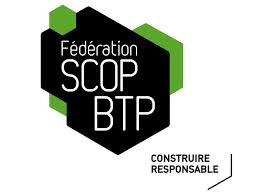 Fédération
SCOP
BTP
CONSTRUIRE
RESPONSABLE